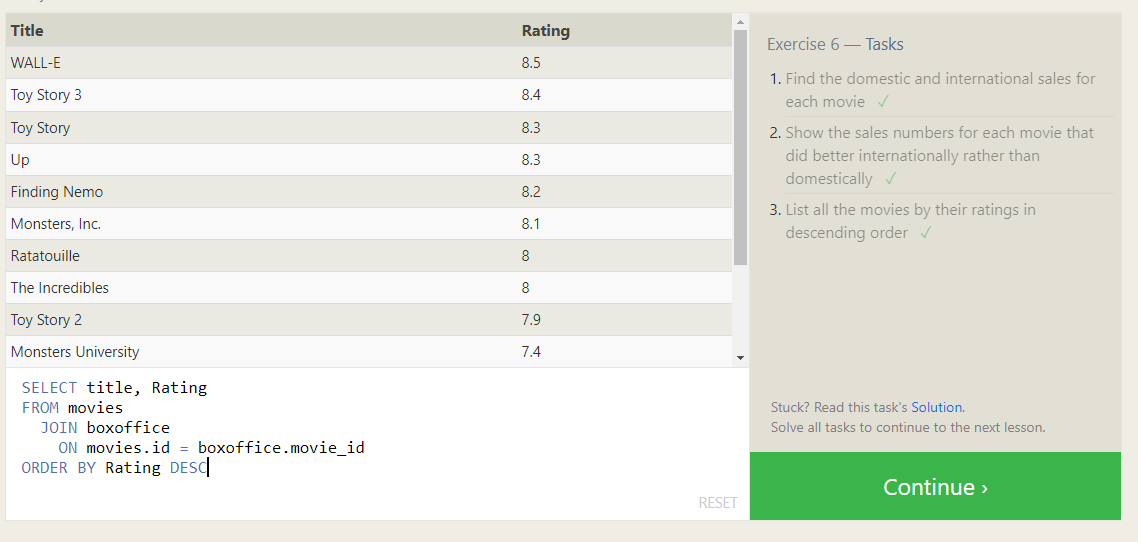 Title Rating
WALL-E 8.5
Toy Story 3 8.4
Toy Story 8.3
Up 8.3
Finding Nemo 8.2
Monsters, Inc. 8.1
Ratatouille 8
The Incredibles 8
Toy Story 2 7.9
Monsters University 7.4
SELECT title, Rating
FROM movies
JOIN boxoffice
ON movies.id = boxoffice.movie_id
ORDER BY Rating DESC
RESET
Exercise 6 — Tasks
1. Find the domestic and international sales for
each movie ✓
2. Show the sales numbers for each movie that
did better internationally rather than
domestically ✓
3. List all the movies by their ratings in
descending order ✓
Stuck? Read this task's Solution.
Solve all tasks to continue to the next lesson.
Continue ›